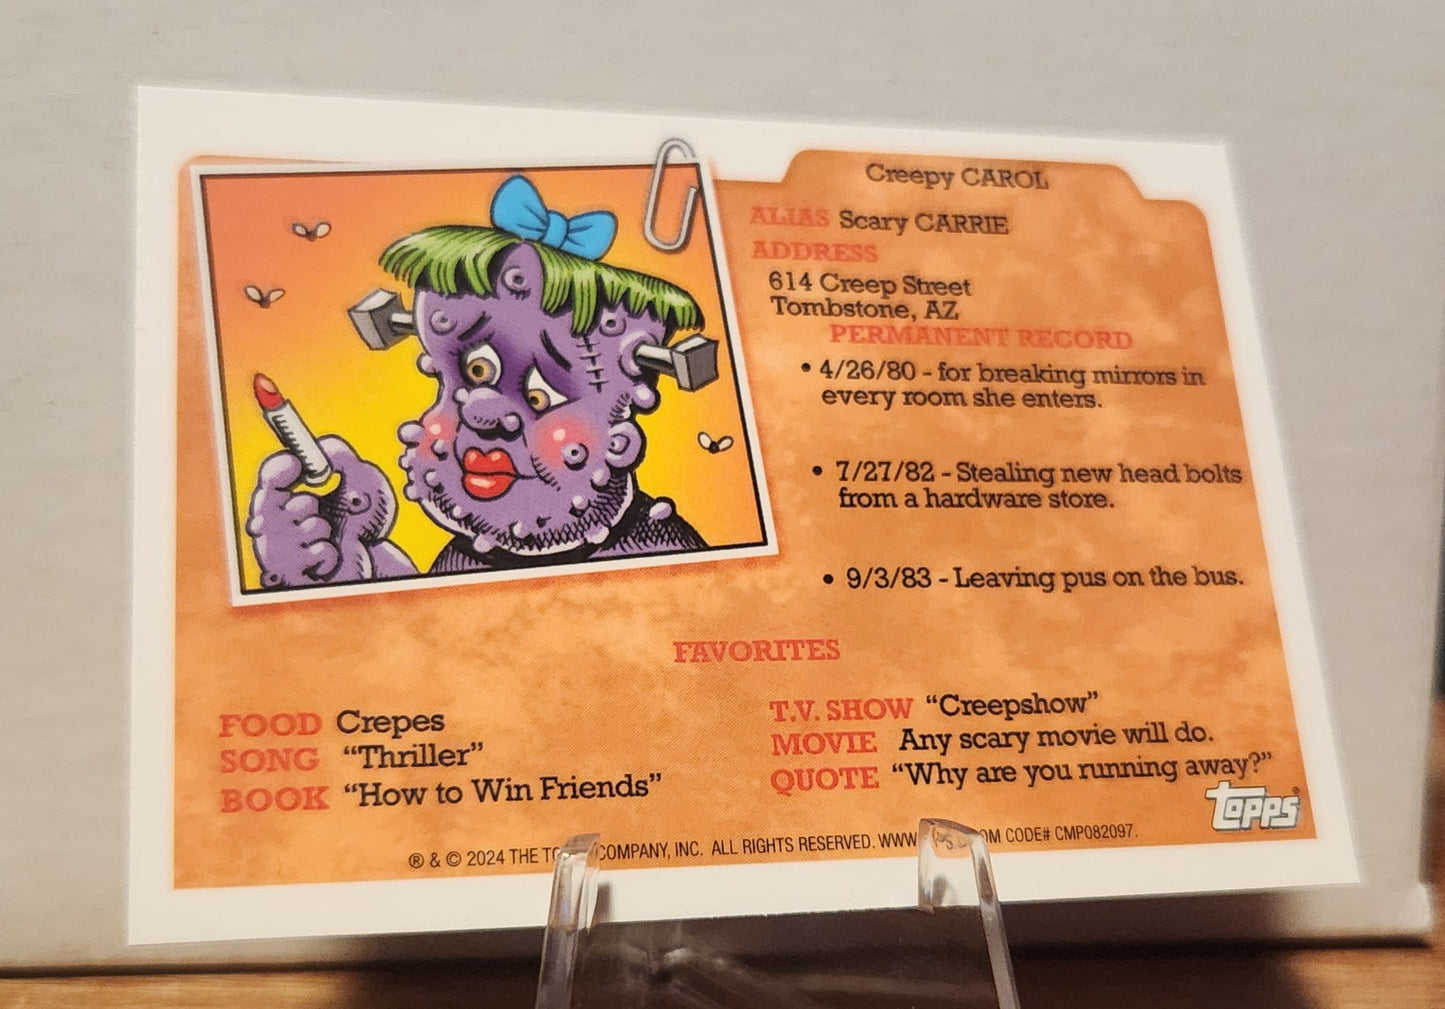 Creepy CAROL
ALIAS Scary CARRIE
ADDRESS
614 Creep Street
Tombstone, AZ
PERMANENT RECORD
• 4/26/80 - for breaking mirrors in
every room she enters.
• 7/27/82 - Stealing new head bolts
from a hardware store.
• 9/3/83 - Leaving pus on the bus.
FAVORITES
FOOD Crepes
SONG “Thriller”
BOOK “How to Win Friends”
T.V. SHOW “Creepshow”
MOVIE Any scary movie will do.
QUOTE “Why are you running away?”
Topps®
® & © 2024 THE COMPANY, INC. ALL RIGHTS RESERVED. CODE# CMP082097.